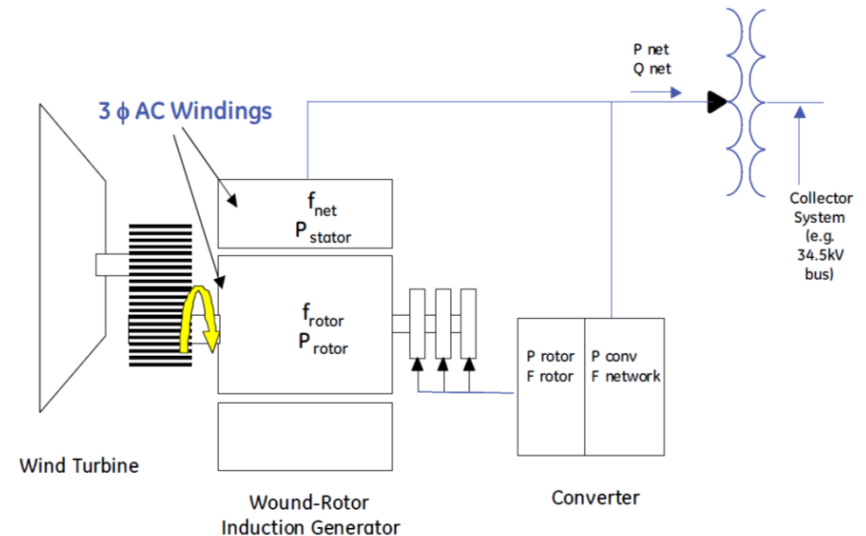 P net
Q net
3 ϕ AC Windings
Collector
System
(e.g.
34.5kV
bus)
f net
P stator
f rotor
P rotor
P rotor
F rotor
P conv
F network
Wind Turbine
Wound-Rotor
Induction Generator
Converter